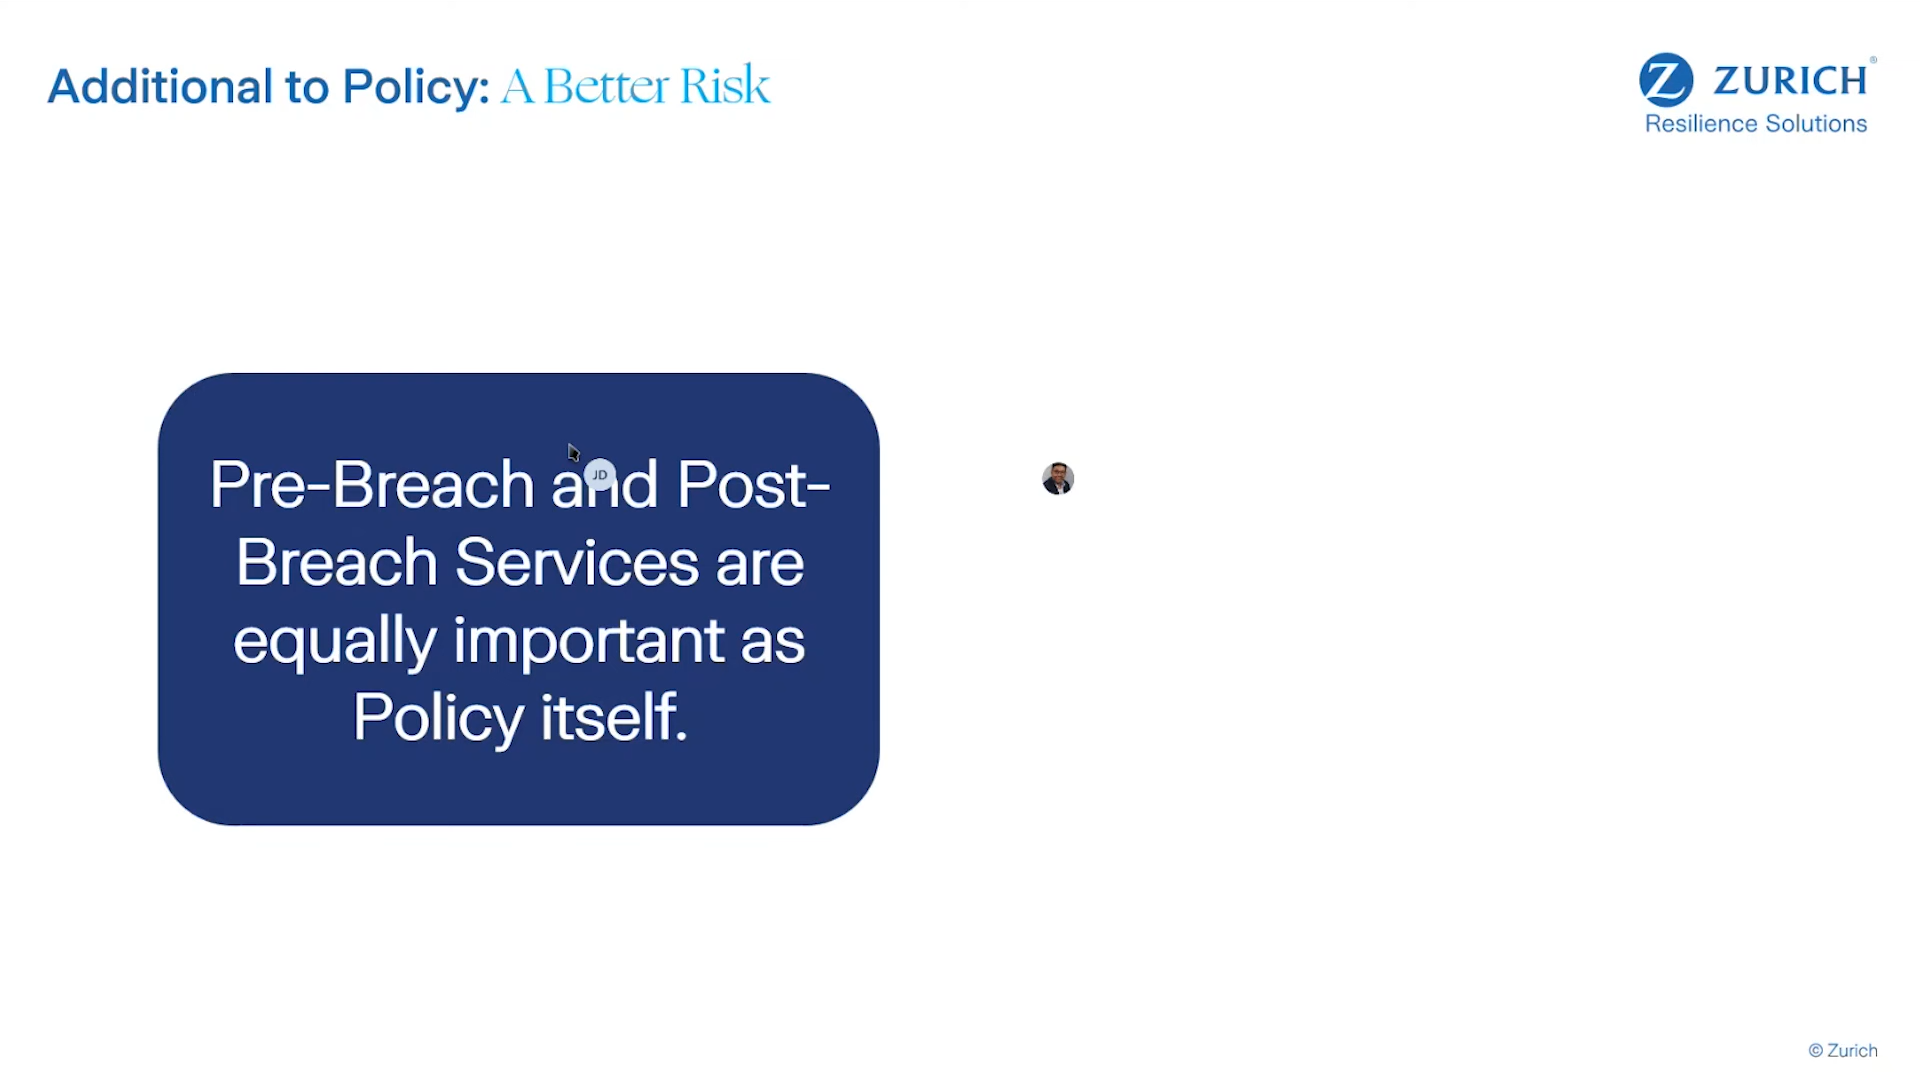 Additional to Policy: A Better Risk
Z ZURICH®
Resilience Solutions
Pre-Breach and Post-
JD
Breach Services are
equally important as
Policy itself.
© Zurich